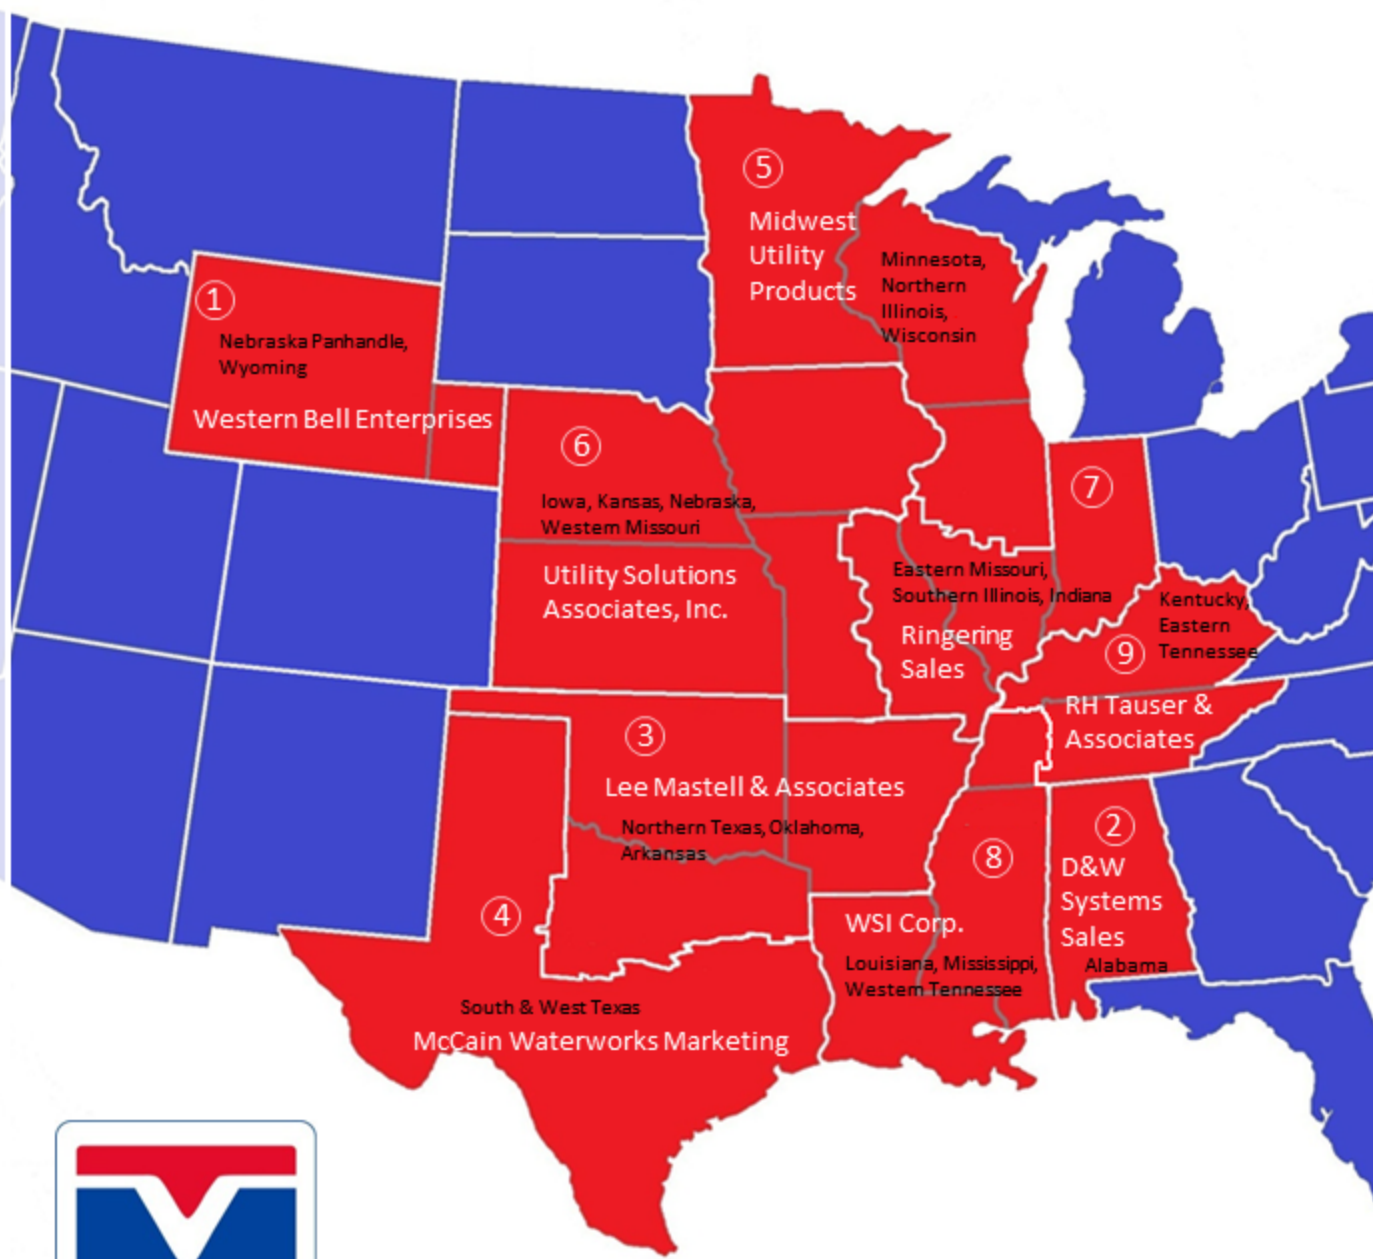 ①
Nebraska Panhandle,
Wyoming
Western Bell Enterprises
⑤
Midwest
Utility
Products
Minnesota,
Northern
Illinois,
Wisconsin
⑥
Iowa, Kansas, Nebraska,
Western Missouri
Utility Solutions
Associates, Inc.
⑦
Eastern Missouri,
Southern Illinois, Indiana
Ringering
Sales
⑨
Kentucky,
Eastern
Tennessee
RH Tauser &
Associates
③
Lee Mastell & Associates
Northern Texas, Oklahoma,
Arkansas
④
South & West Texas
McCain Waterworks Marketing
⑧
WSI Corp.
Louisiana, Mississippi,
Western Tennessee
②
D&W
Systems
Sales
Alabama